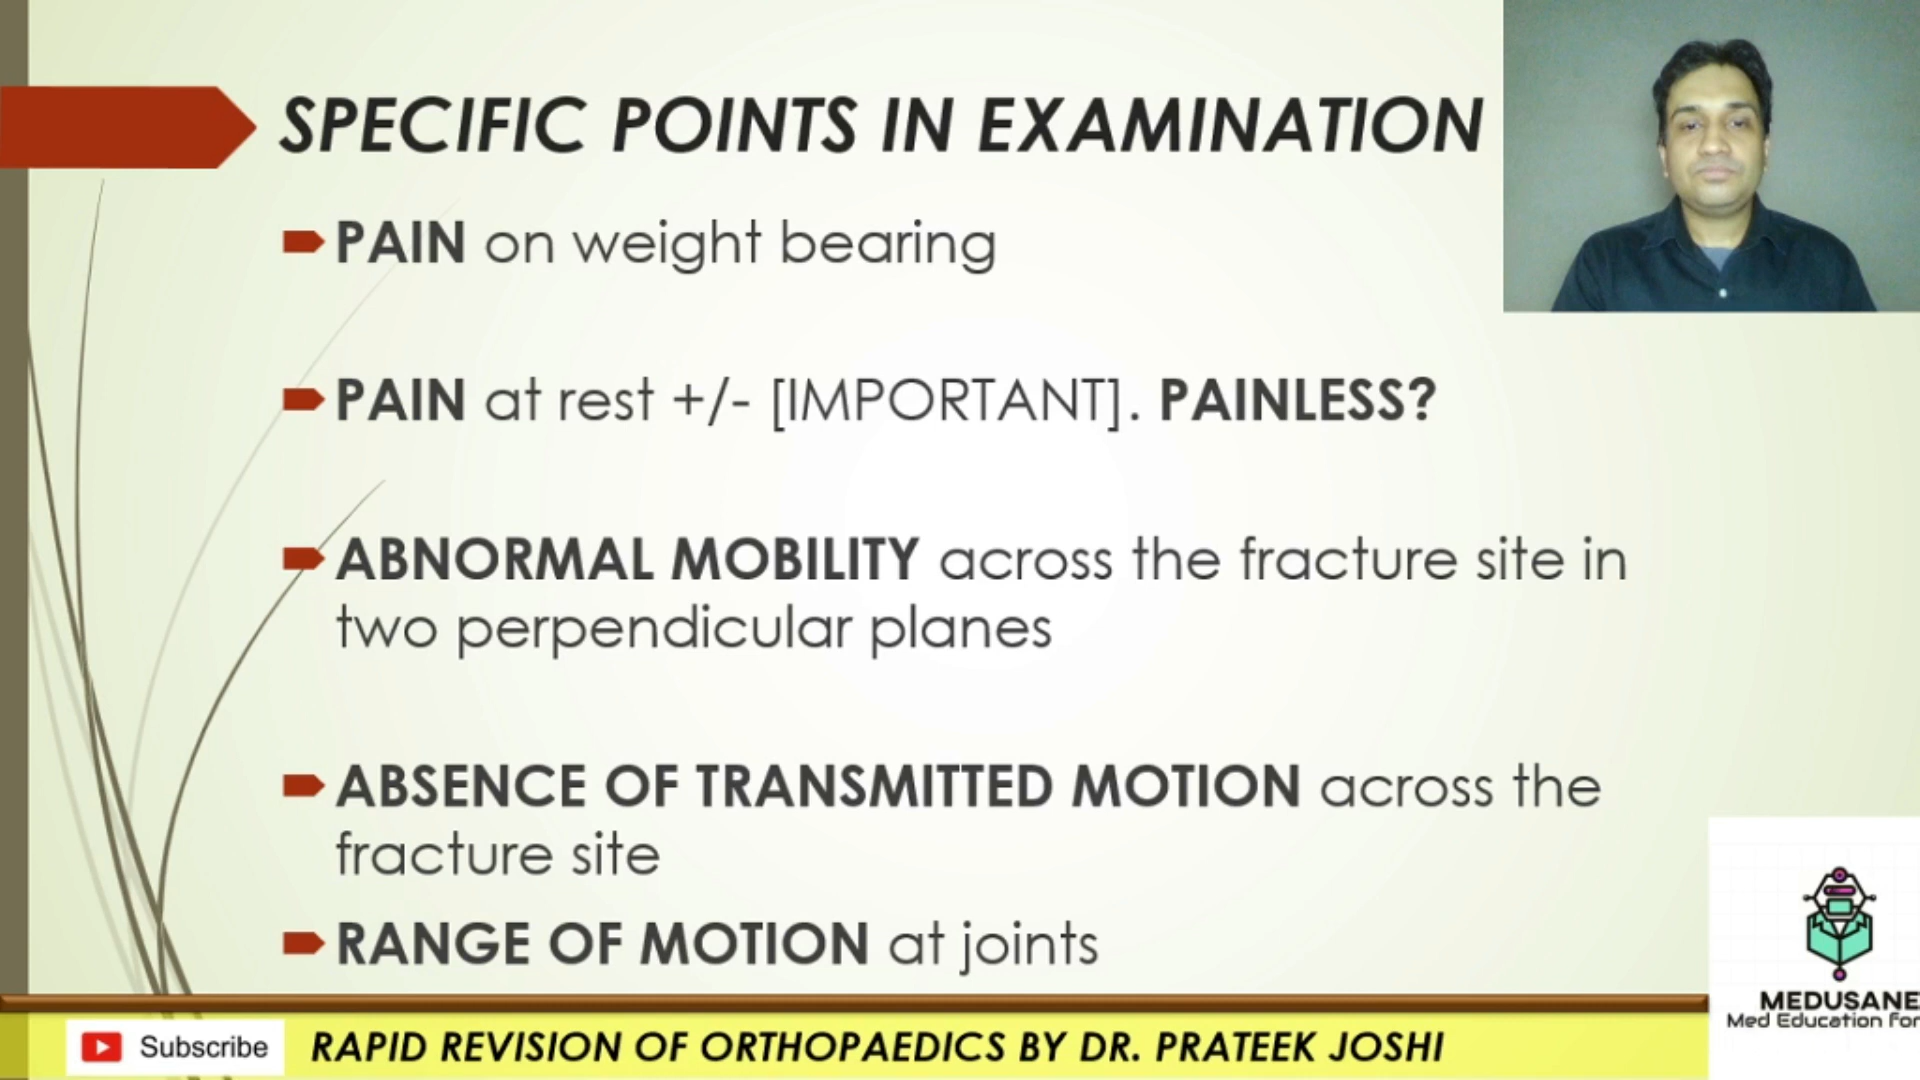 SPECIFIC POINTS IN EXAMINATION
PAIN on weight bearing
PAIN at rest +/- [IMPORTANT]. PAINLESS?
ABNORMAL MOBILITY across the fracture site in
two perpendicular planes
ABSENCE OF TRANSMITTED MOTION across the
fracture site
RANGE OF MOTION at joints
MEDUSANE
Med Education For
Subscribe
RAPID REVISION OF ORTHOPAEDICS BY DR. PRATEEK JOSHI